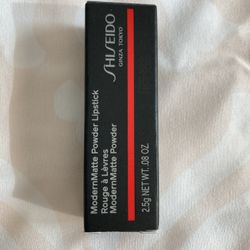 SHISEIDO
GINZA TOKYO
ModernMatte Powder Lipstick
Rouge à Lèvres
ModernMatte Powder
2.5g NET WT. .08 OZ.